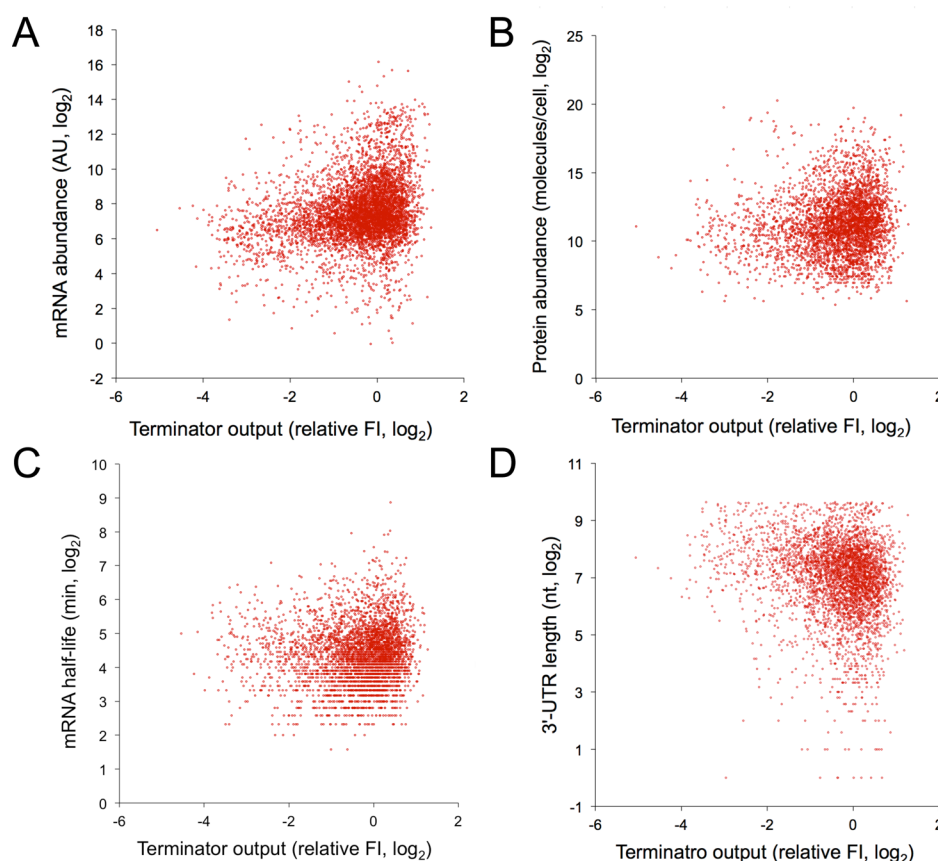 A
mRNA abundance (AU, log2)
18
16
14
12
10
8
6
4
2
0
-2
-6 -4 -2 0 2
Terminator output (relative FI, log2)
B
Protein abundance (molecules/cell, log2)
25
20
15
10
5
0
-6 -4 -2 0 2
Terminator output (relative FI, log2)
C
mRNA half-life (min, log2)
10
9
8
7
6
5
4
3
2
1
0
-6 -4 -2 0 2
Terminator output (relative FI, log2)
D
3'-UTR length (nt, log2)
11
9
7
5
3
1
-1
-6 -4 -2 0 2
Terminatro output (relative FI, log2)